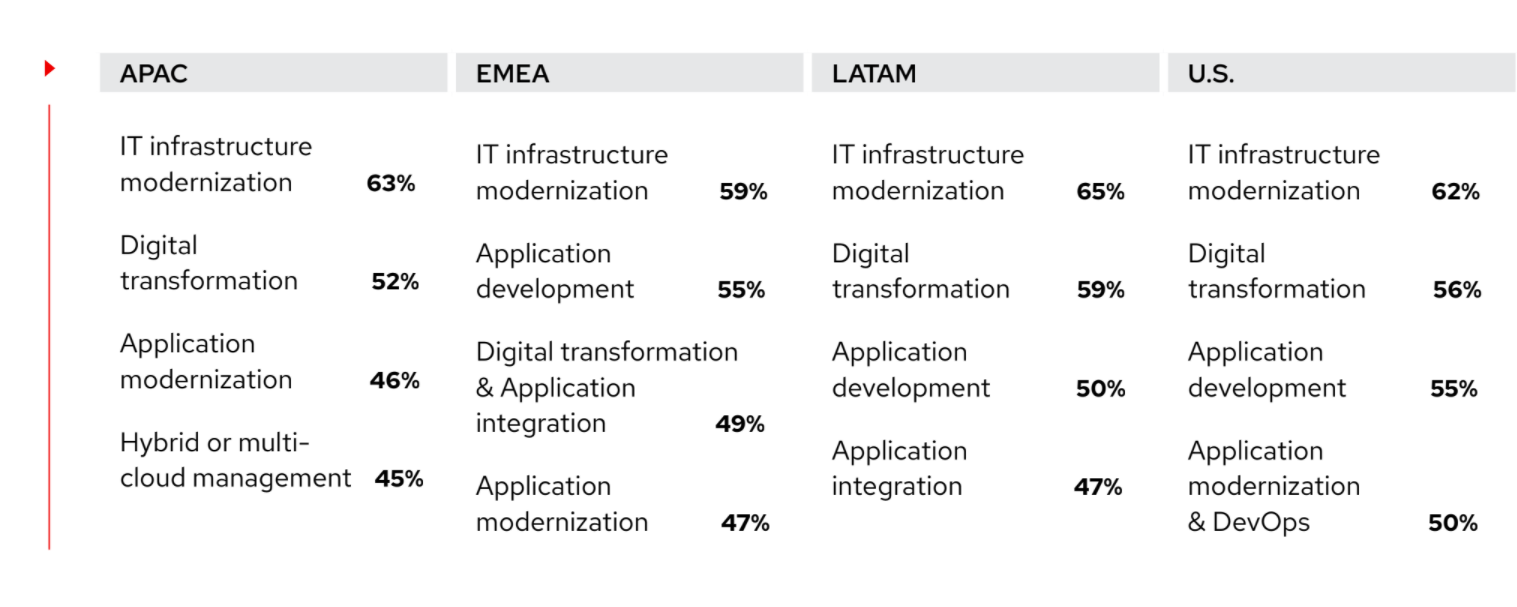 APAC
IT infrastructure
modernization 63%
Digital
transformation 52%
Application
modernization 46%
Hybrid or multi-
cloud management 45%
EMEA
IT infrastructure
modernization 59%
Application
development 55%
Digital transformation
& Application
integration 49%
Application
modernization 47%
LATAM
IT infrastructure
modernization 65%
Digital
transformation 59%
Application
development 50%
Application
integration 47%
U.S.
IT infrastructure
modernization 62%
Digital
transformation 56%
Application
development 55%
Application
modernization
& DevOps 50%